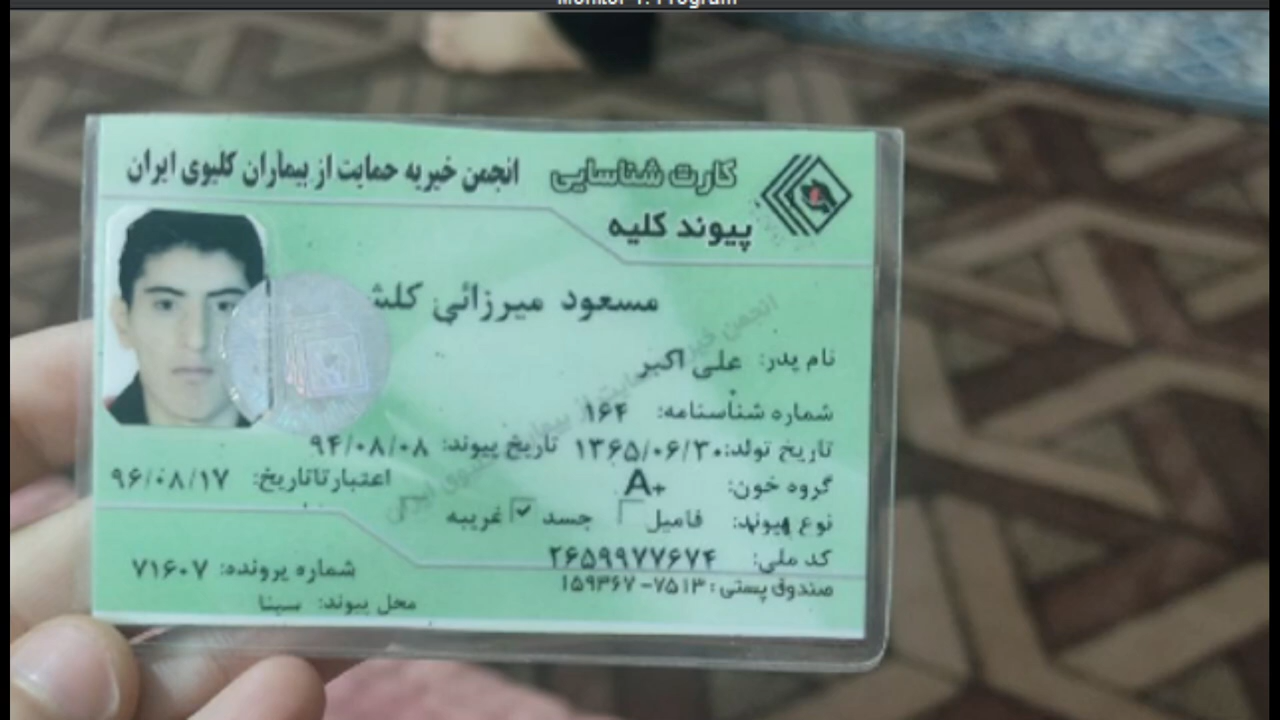 کارت شناسایی انجمن خیریه حمایت از بیماران کلیوی ایران
پیوند کلیه
مسعود میرزائی
نام پدر: علی اکبر
شماره شناسنامه: ۱۶۴
تاریخ تولد: ۱۳۶۵/۰۶/۳۰ تاریخ پیوند: ۹۴/۰۸/۰۸
گروه خون: A+ اعتبار تا تاریخ: ۹۶/۰۸/۱۷
نوع پیوند: فامیل جسد غریبه
کد ملی: ۲۶۵۹۹۷۷۶۷۴
شماره پرونده: ۷۱۶۰۷
صندوق پستی: ۷۵۱۳-۱۵۹۳۶۷
محل پیوند: سینا